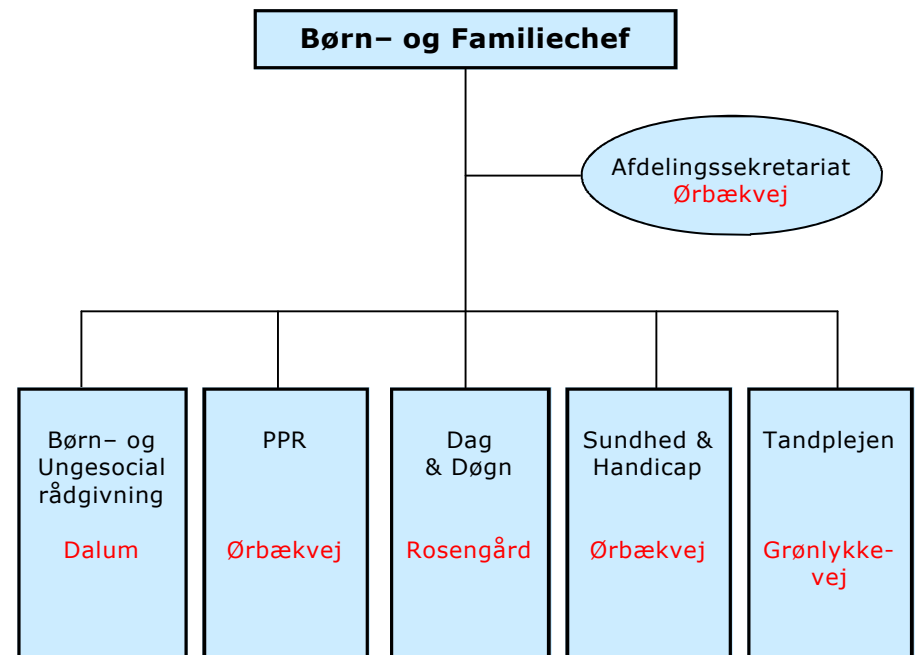 Børn– og Familiechef
Afdelingssekretariat
Ørbækvej
Børn– og
Ungesocial
rådgivning
Dalum
PPR
Ørbækvej
Dag
& Døgn
Rosengård
Sundhed &
Handicap
Ørbækvej
Tandplejen
Grønlykke-
vej